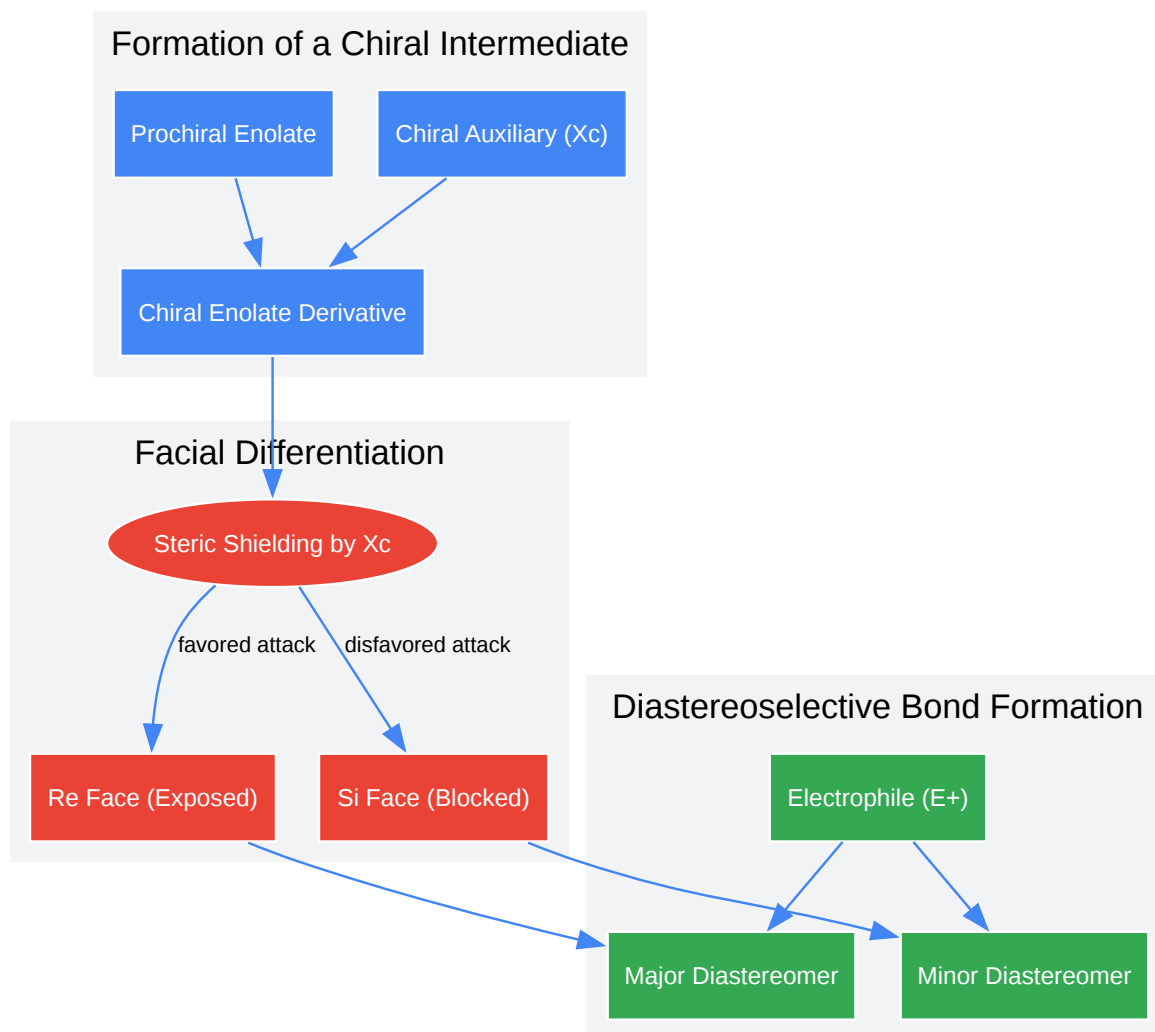 Formation of a Chiral Intermediate
Prochiral Enolate
Chiral Auxiliary (Xc)
Chiral Enolate Derivative
Facial Differentiation
Steric Shielding by Xc
favored attack
disfavored attack
Re Face (Exposed)
Si Face (Blocked)
Diastereoselective Bond Formation
Electrophile (E+)
Major Diastereomer
Minor Diastereomer